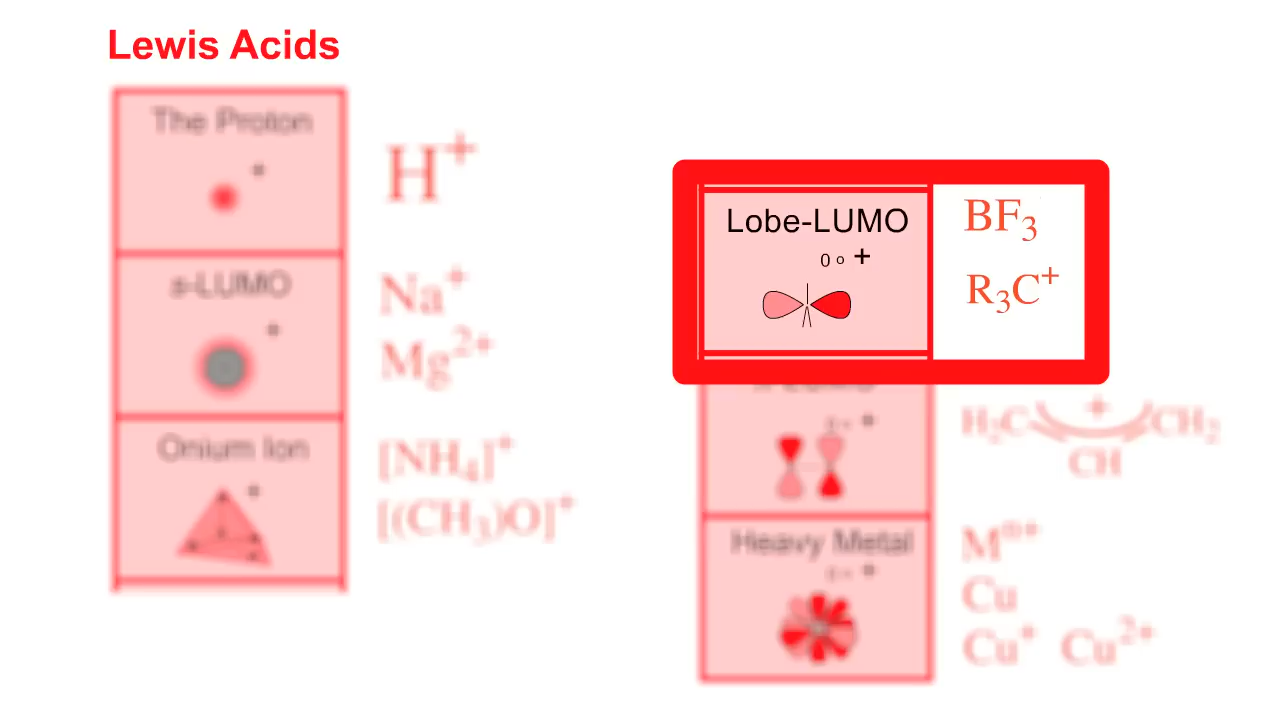 Lewis Acids
The Proton
+
H⁺
s-LUMO
+
Na⁺
Mg²⁺
Onium Ion
+
[NH₄]⁺
[(CH₃)O]⁺
Lobe-LUMO
0 o +
BF₃
R₃C⁺
H₂C + CH₂
CH
Heavy Metal
0 o +
Mⁿ⁺
Cu
Cu⁺ Cu²⁺